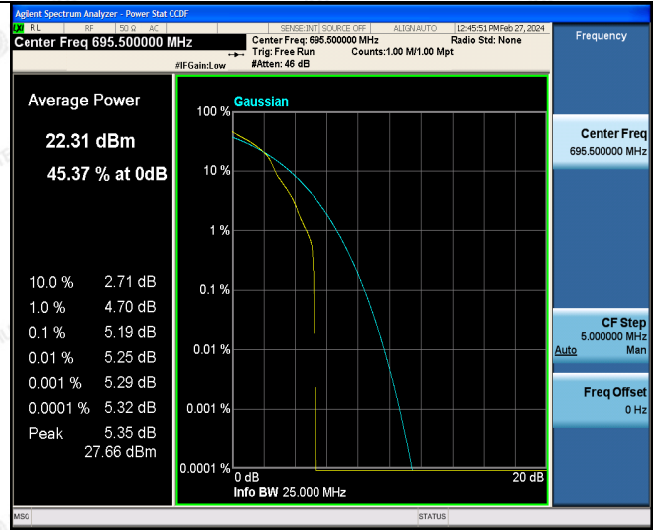 Agilent Spectrum Analyzer - Power Stat CCDF
LXI RL RF 50 Ω AC SENSE:INT SOURCE OFF ALIGN AUTO 12:45:51 PM Feb 27, 2024
Center Freq 695.500000 MHz
Center Freq: 695.500000 MHz Radio Std: None
Trig: Free Run Counts:1.00 M/1.00 Mpt
#IFGain:Low #Atten: 46 dB
Frequency
Average Power
22.31 dBm
45.37 % at 0dB
10.0 % 2.71 dB
1.0 % 4.70 dB
0.1 % 5.19 dB
0.01 % 5.25 dB
0.001 % 5.29 dB
0.0001 % 5.32 dB
Peak 5.35 dB
27.66 dBm
Gaussian
100 %
10 %
1 %
0.1 %
0.01 %
0.001 %
0.0001 %
0 dB 20 dB
Info BW 25.000 MHz
Center Freq
695.500000 MHz
CF Step
5.000000 MHz
Auto Man
Freq Offset
0 Hz
MSG STATUS